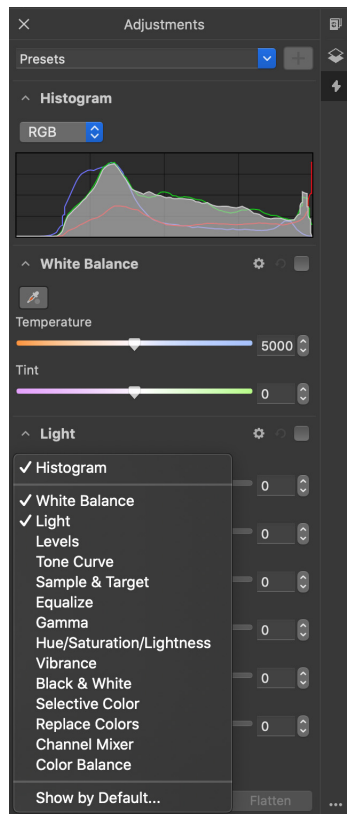 Adjustments
Presets
Histogram
RGB
White Balance
Temperature
5000
Tint
0
Light
Histogram
0
White Balance
Light
0
Levels
Tone Curve
Sample & Target
0
Equalize
Gamma
0
Hue/Saturation/Lightness
Vibrance
0
Black & White
Selective Color
Replace Colors
0
Channel Mixer
Color Balance
Show by Default...
Flatten